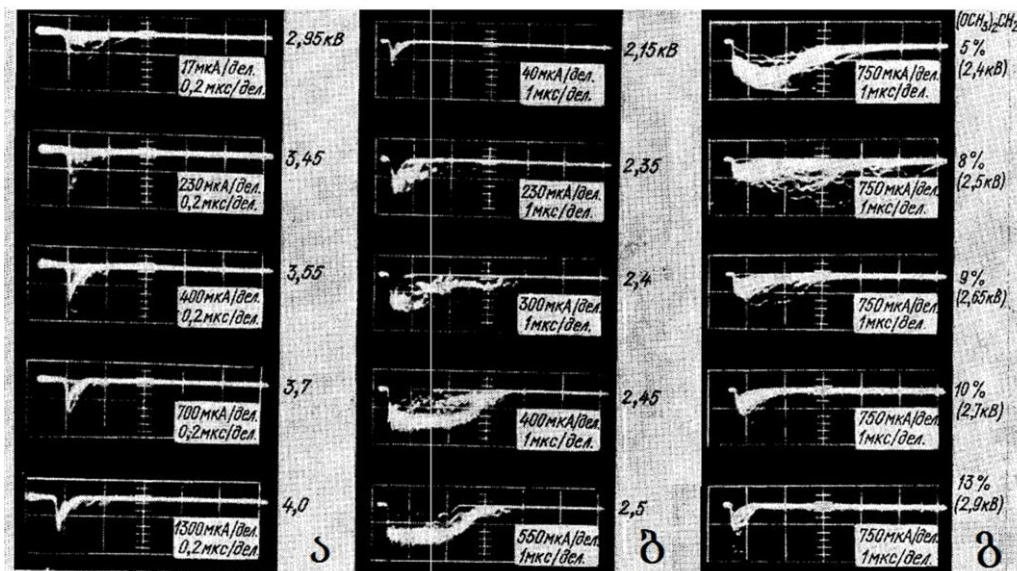 2,95кВ
17мкА/дел.
0,2мкс/дел.
3,45
230мкА/дел.
0,2мкс/дел.
3,55
400мкА/дел.
0,2мкс/дел.
3,7
700мкА/дел.
0,2мкс/дел.
4,0
1300мкА/дел.
0,2мкс/дел.
ა
2,15кВ
40мкА/дел.
1мкс/дел.
2,35
230мкА/дел.
1мкс/дел.
2,4
300мкА/дел.
1мкс/дел.
2,45
400мкА/дел.
1мкс/дел.
2,5
550мкА/дел.
1мкс/дел.
ბ
(OCH₃)₂CH₂
5%
(2,4кВ)
750мкА/дел.
1мкс/дел.
8%
(2,5кВ)
750мкА/дел.
1мкс/дел.
9%
(2,65кВ)
750мкА/дел.
1мкс/дел.
10%
(2,7кВ)
750мкА/дел.
1мкс/дел.
13%
(2,9кВ)
750мкА/дел.
1мкс/дел.
გ